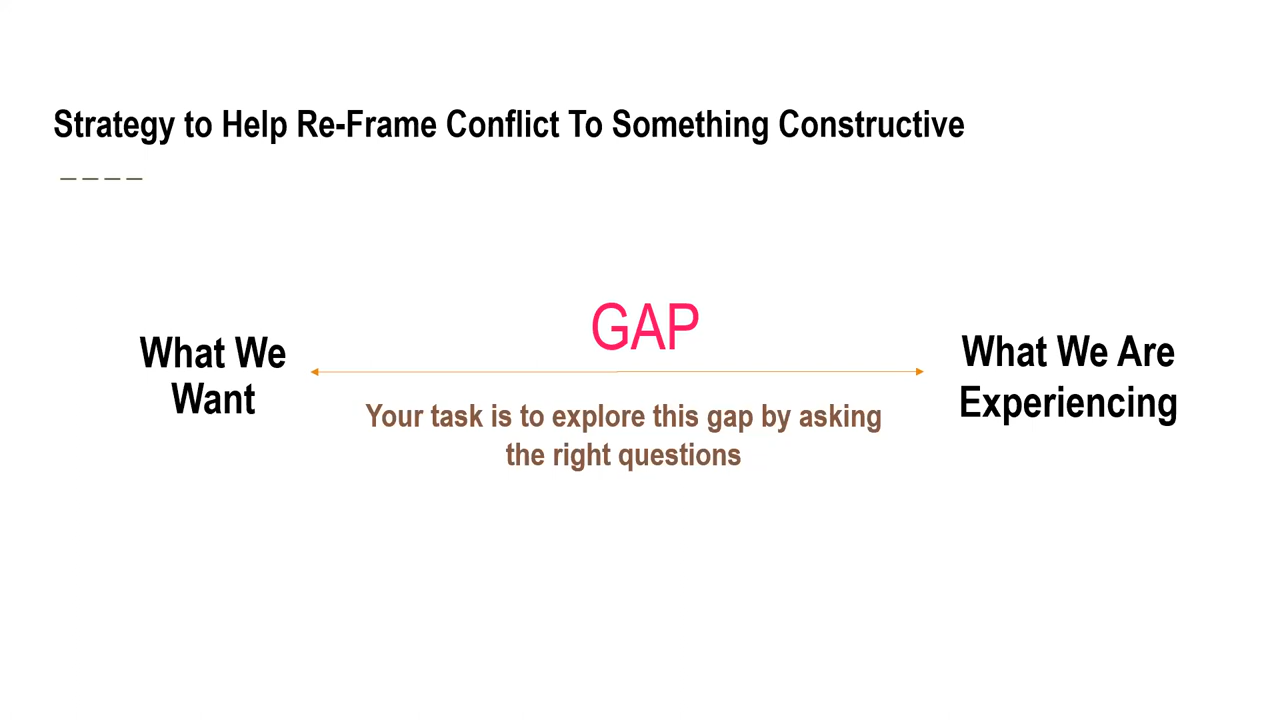 Strategy to Help Re-Frame Conflict To Something Constructive
GAP
What We
Want
What We Are
Experiencing
Your task is to explore this gap by asking
the right questions